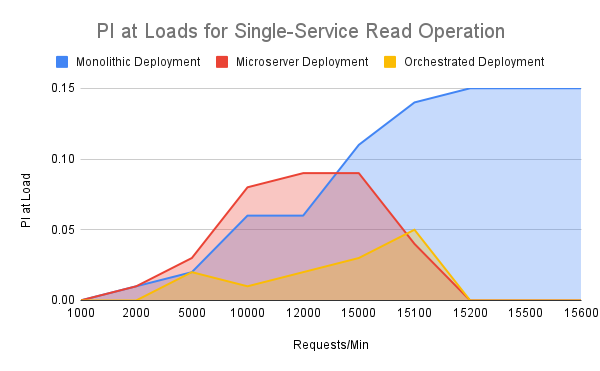 PI at Loads for Single-Service Read Operation
Monolithic Deployment Microserver Deployment Orchestrated Deployment
0.15
0.10
0.05
0.00
PI at Load
1000 2000 5000 10000 12000 15000 15100 15200 15500 15600
Requests/Min